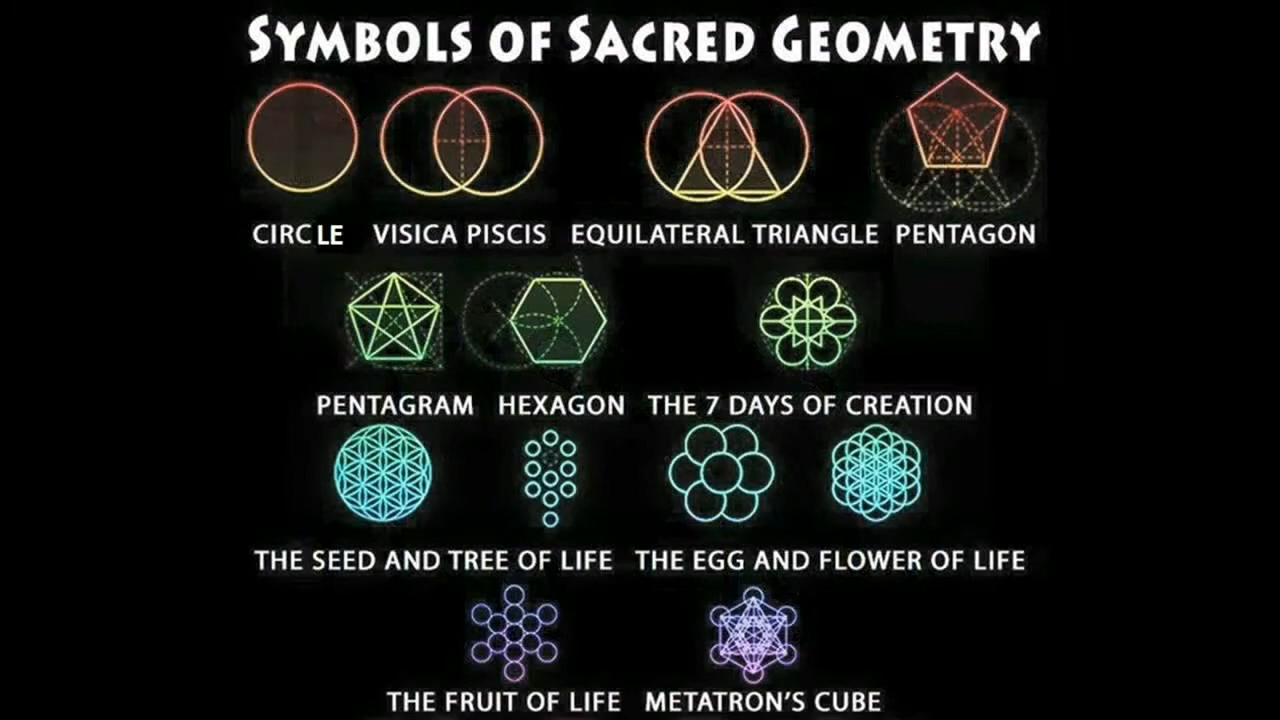 SYMBOLS OF SACRED GEOMETRY
CIRCLE VISICA PISCIS EQUILATERAL TRIANGLE PENTAGON
PENTAGRAM HEXAGON THE 7 DAYS OF CREATION
THE SEED AND TREE OF LIFE THE EGG AND FLOWER OF LIFE
THE FRUIT OF LIFE METATRON'S CUBE